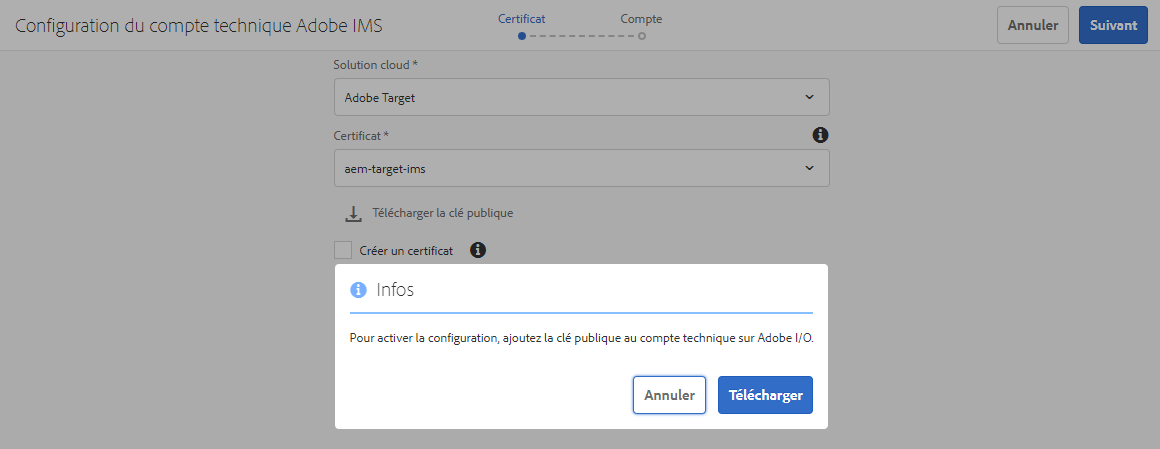 Configuration du compte technique Adobe IMS
Certificat
Compte
Annuler
Suivant
Solution cloud *
Adobe Target
Certificat *
aem-target-ims
Télécharger la clé publique
Créer un certificat
Infos
Pour activer la configuration, ajoutez la clé publique au compte technique sur Adobe I/O.
Annuler
Télécharger